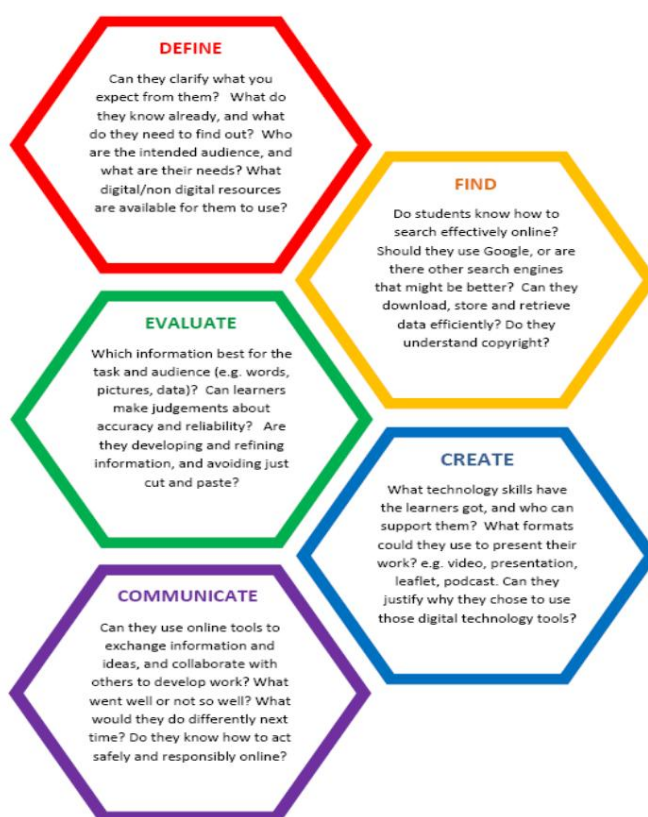 DEFINE
Can they clarify what you
expect from them? What do
they know already, and what
do they need to find out? Who
are the intended audience, and
what are their needs? What
digital/non digital resources
are available for them to use?
FIND
Do students know how to
search effectively online?
Should they use Google, or are
there other search engines
that might be better? Can they
download, store and retrieve
data efficiently? Do they
understand copyright?
EVALUATE
Which information best for the
task and audience (e.g. words,
pictures, data)? Can learners
make judgements about
accuracy and reliability? Are
they developing and refining
information, and avoiding just
cut and paste?
CREATE
What technology skills have
the learners got, and who can
support them? What formats
could they use to present their
work? e.g. video, presentation,
leaflet, podcast. Can they
justify why they chose to use
those digital technology tools?
COMMUNICATE
Can they use online tools to
exchange information and
ideas, and collaborate with
others to develop work? What
went well or not so well? What
would they do differently next
time? Do they know how to act
safely and responsibly online?